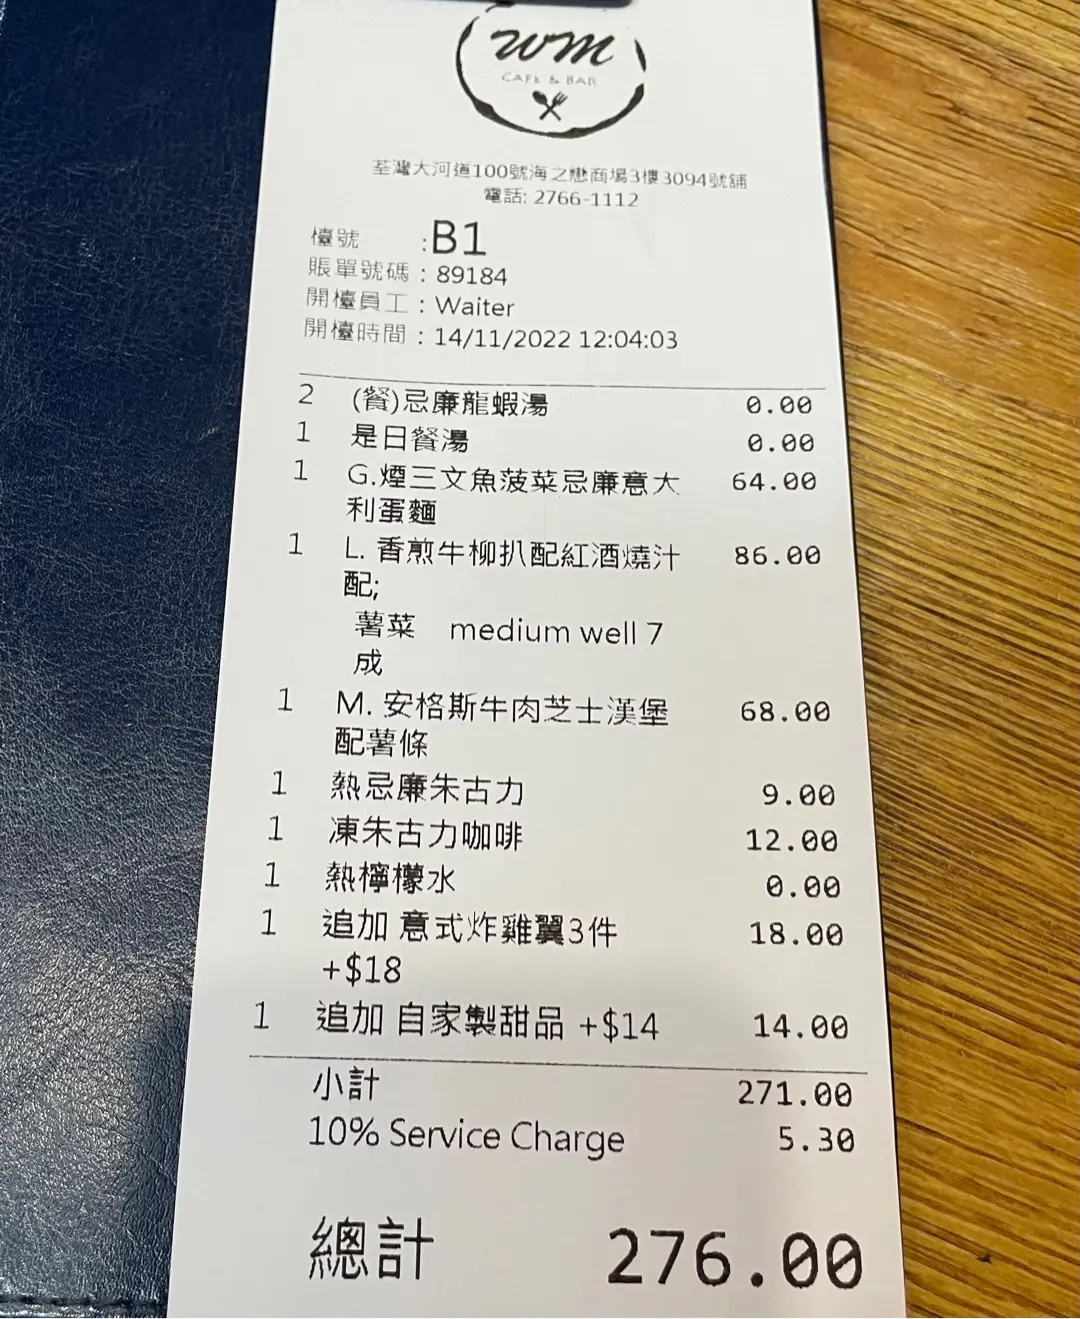 wm
CAFE & BAR
荃灣大河道100號海之戀商場3樓3094號舖
電話: 2766-1112
檯號 :B1
賬單號碼 : 89184
開檯員工 : Waiter
開檯時間 : 14/11/2022 12:04:03
2 (餐)忌廉龍蝦湯 0.00
1 是日餐湯 0.00
1 G.煙三文魚菠菜忌廉意大 64.00
利蛋麵
1 L. 香煎牛柳扒配紅酒燒汁 86.00
配;
薯菜 medium well 7
成
1 M. 安格斯牛肉芝士漢堡 68.00
配薯條
1 熱忌廉朱古力 9.00
1 凍朱古力咖啡 12.00
1 熱檸檬水 0.00
1 追加 意式炸雞翼3件 18.00
+$18
1 追加 自家製甜品 +$14 14.00
小計 271.00
10% Service Charge 5.30
總計 276.00